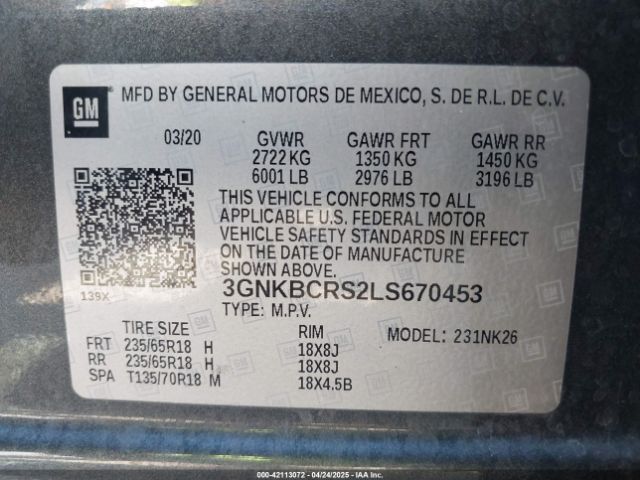 GM
MFD BY GENERAL MOTORS DE MEXICO, S. DE R.L. DE C.V.
03/20 GVWR GAWR FRT GAWR RR
2722 KG 1350 KG 1450 KG
6001 LB 2976 LB 3196 LB
THIS VEHICLE CONFORMS TO ALL
APPLICABLE U.S. FEDERAL MOTOR
VEHICLE SAFETY STANDARDS IN EFFECT
ON THE DATE OF MANUFACTURE
SHOWN ABOVE.
139X
3GNKBCRS2LS670453
TYPE: M.P.V.
TIRE SIZE RIM MODEL: 231NK26
FRT 235/65R18 H 18X8J
RR 235/65R18 H 18X8J
SPA T135/70R18 M 18X4.5B
000-42113072 - 04/24/2025 - IAA Inc.